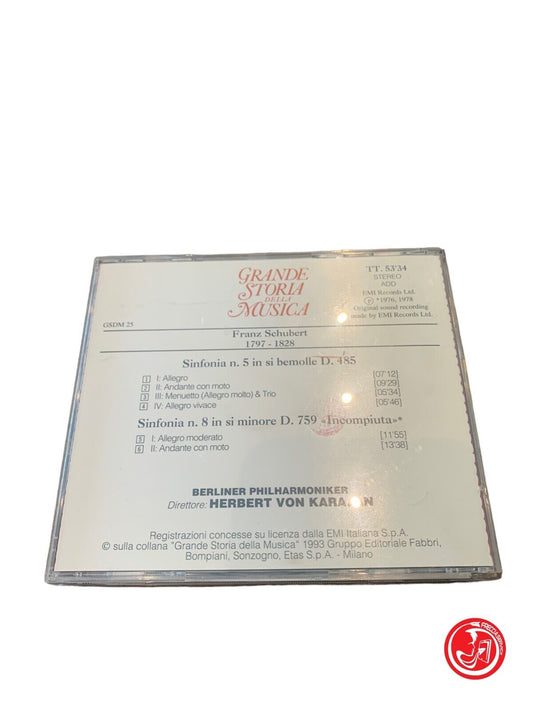 GRANDE
STORIA
DELLA
MUSICA
TT. 53'34
STEREO
ADD
EMI Records Ltd.
℗ *1976, 1978
Original sound recording
made by EMI Records Ltd.
GSDM 25
Franz Schubert
1797 - 1828
Sinfonia n. 5 in si bemolle D. 485
1 I: Allegro [07'12]
2 II: Andante con moto [09'29]
3 III: Menuetto (Allegro molto) & Trio [05'34]
4 IV: Allegro vivace [05'46]
Sinfonia n. 8 in si minore D. 759 «Incompiuta»*
5 I: Allegro moderato [11'55]
6 II: Andante con moto [13'38]
BERLINER PHILHARMONIKER
Direttore: HERBERT VON KARAJAN
Registrazioni concesse su licenza dalla EMI Italiana S.p.A.
© sulla collana "Grande Storia della Musica" 1993 Gruppo Editoriale Fabbri,
Bompiani, Sonzogno, Etas S.p.A. - Milano